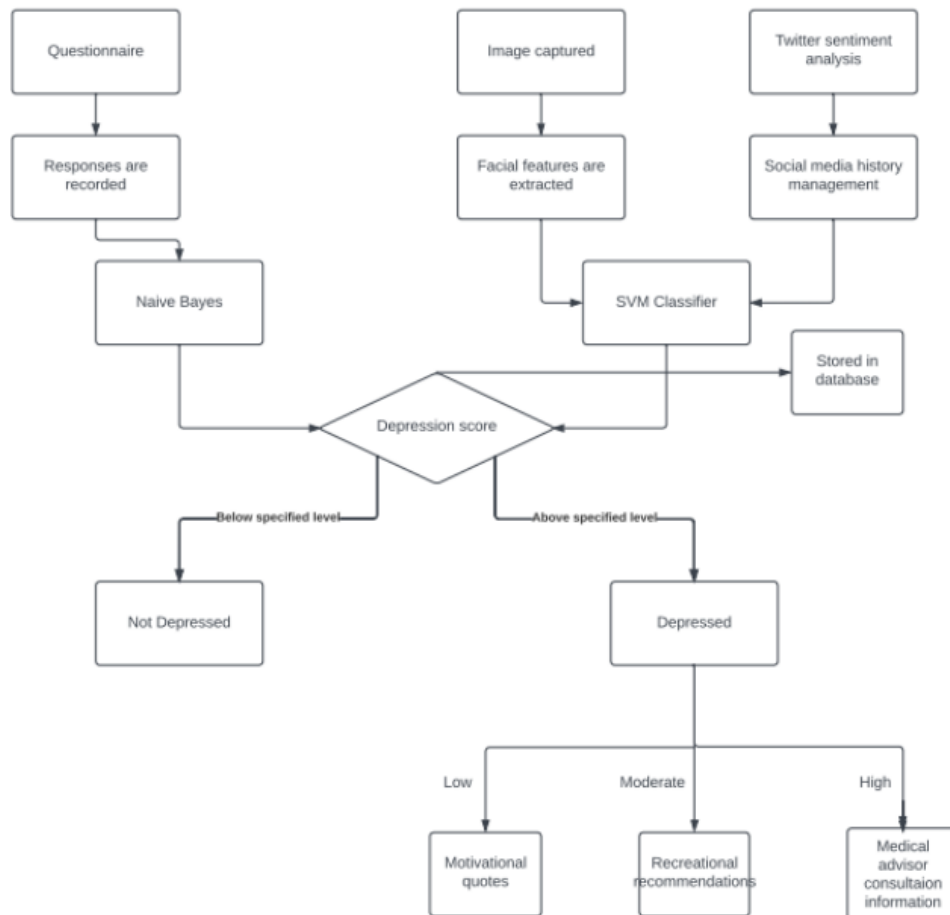 Questionnaire
Image captured
Twitter sentiment
analysis
Responses are
recorded
Facial features are
extracted
Social media history
management
Naive Bayes
SVM Classifier
Stored in
database
Depression score
Below specified level
Above specified level
Not Depressed
Depressed
Low
Moderate
High
Motivational
quotes
Recreational
recommendations
Medical
advisor
consultaion
information